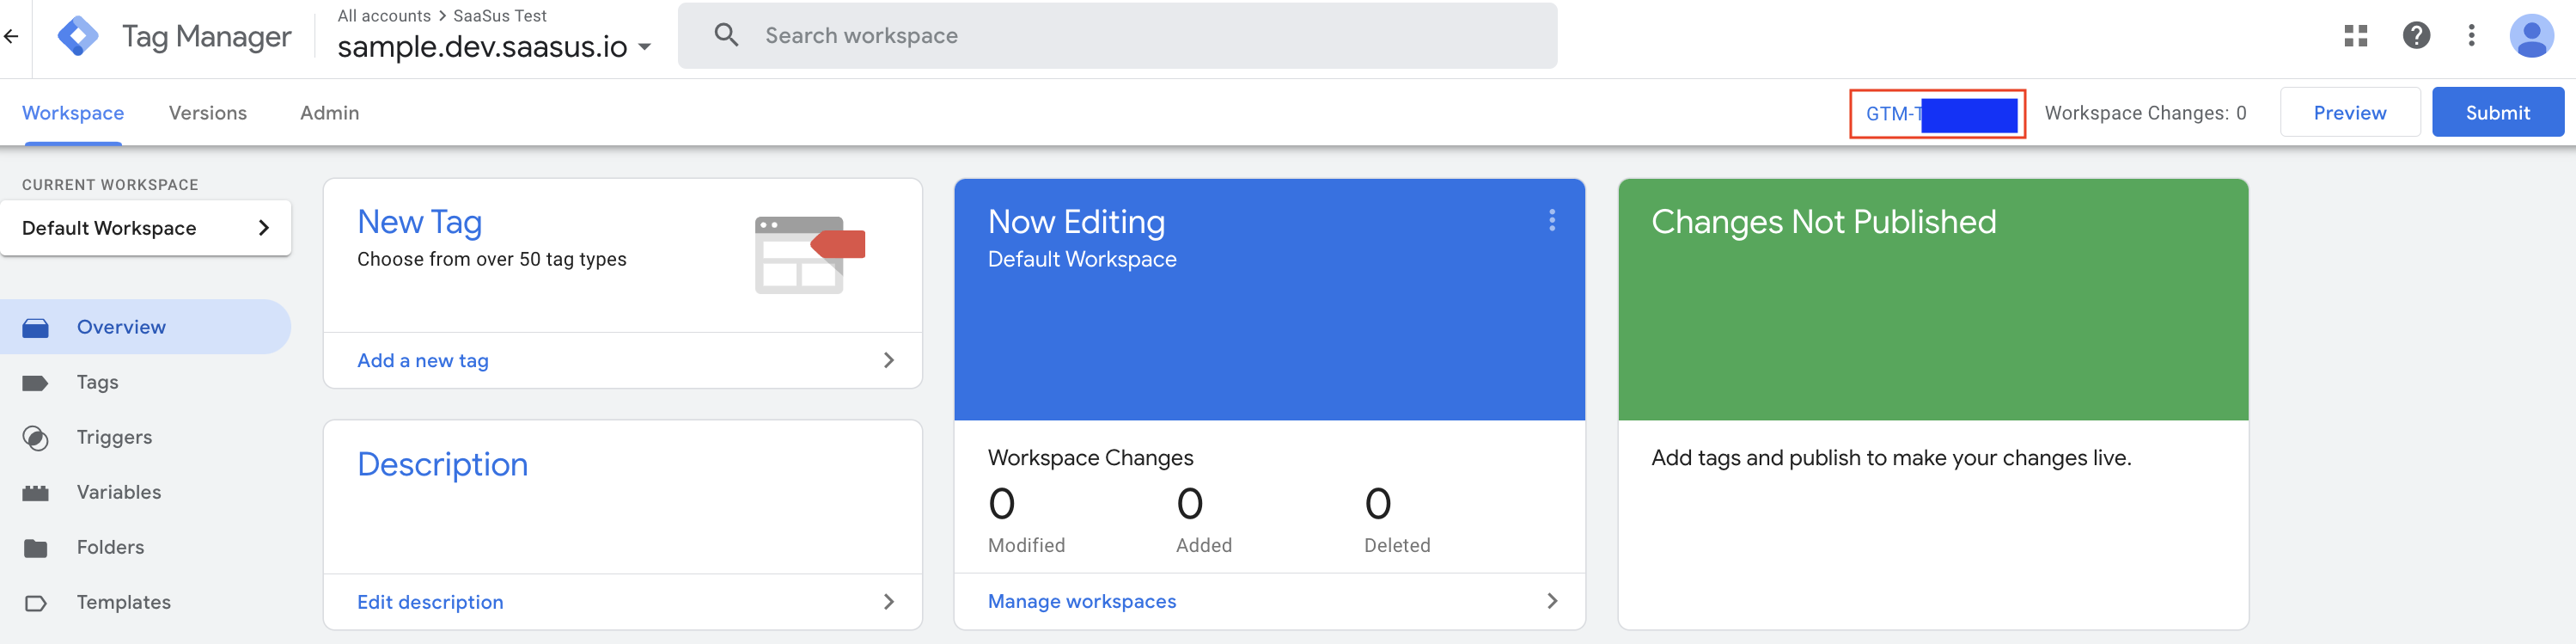 All accounts > SaaSus Test
Tag Manager
sample.dev.saasus.io
Search workspace
Workspace
Versions
Admin
GTM-T
Workspace Changes: 0
Preview
Submit
CURRENT WORKSPACE
Default Workspace
Overview
Tags
Triggers
Variables
Folders
Templates
New Tag
Choose from over 50 tag types
Add a new tag
Description
Edit description
Now Editing
Default Workspace
Workspace Changes
0 0 0
Modified Added Deleted
Manage workspaces
Changes Not Published
Add tags and publish to make your changes live.